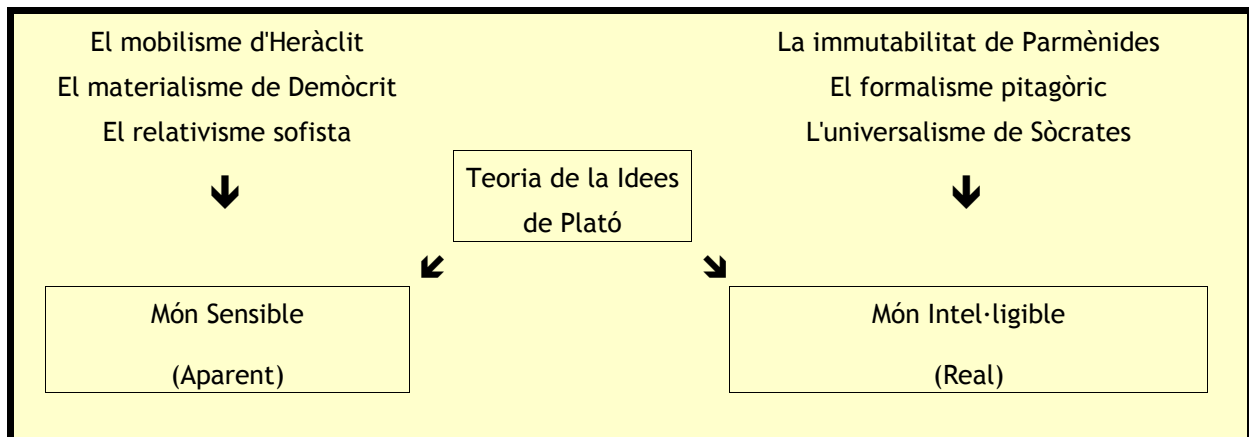 El mobilisme d'Heràclit
El materialisme de Demòcrit
El relativisme sofista
La immutabilitat de Parmènides
El formalisme pitagòric
L'universalisme de Sòcrates
Teoria de la Idees
de Plató
Món Sensible
(Aparent)
Món Intel·ligible
(Real)